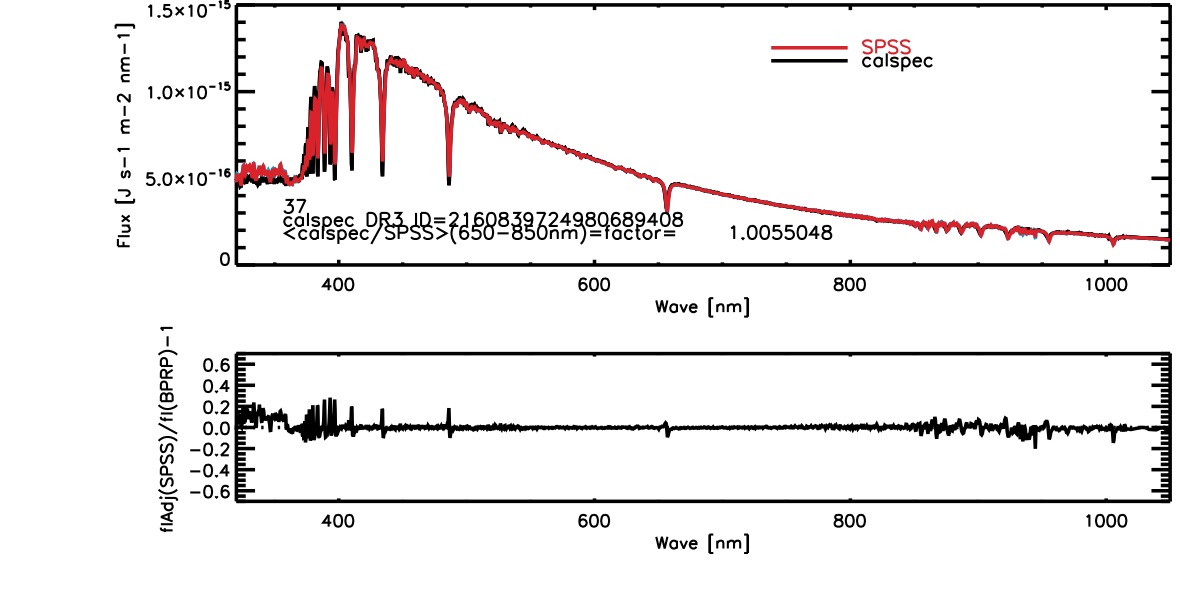 1.5×10−15
1.0×10−15
5.0×10−16
0
Flux [J s−1 m−2 nm−1]
SPSS
calspec
37
calspec DR3_ID=2160839724980689408
<calspec/SPSS>(650−850nm)=factor= 1.0055048
400 600 800 1000
Wave [nm]
0.6
0.4
0.2
0.0
−0.2
−0.4
−0.6
flAdj(SPSS)/fl(BPRP)−1
400 600 800 1000
Wave [nm]